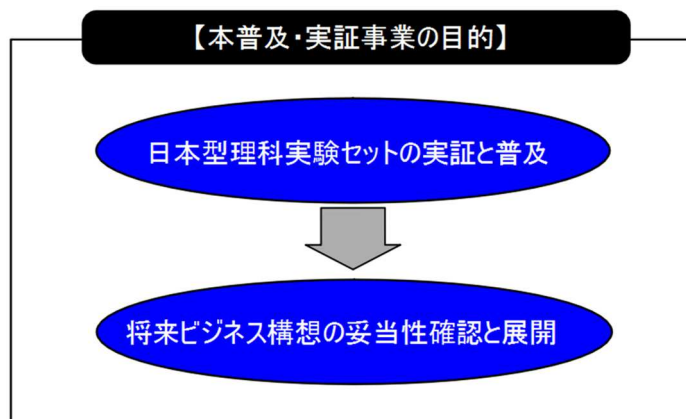 【本普及・実証事業の目的】
日本型理科実験セットの実証と普及
将来ビジネス構想の妥当性確認と展開